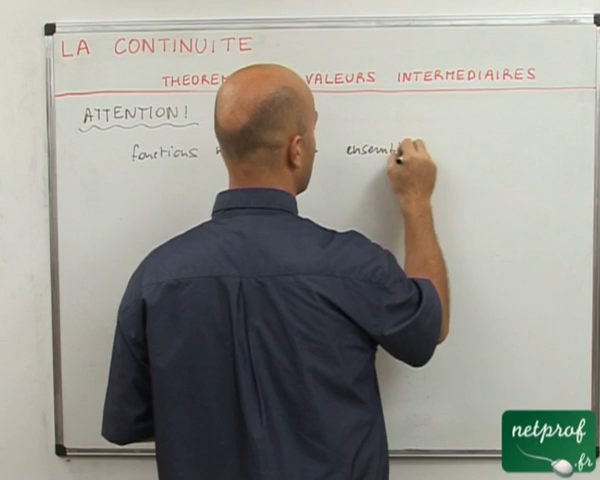 LA CONTINUITE
VALEURS INTERMEDIAIRES
ATTENTION!
fonctions
netprof
.fr